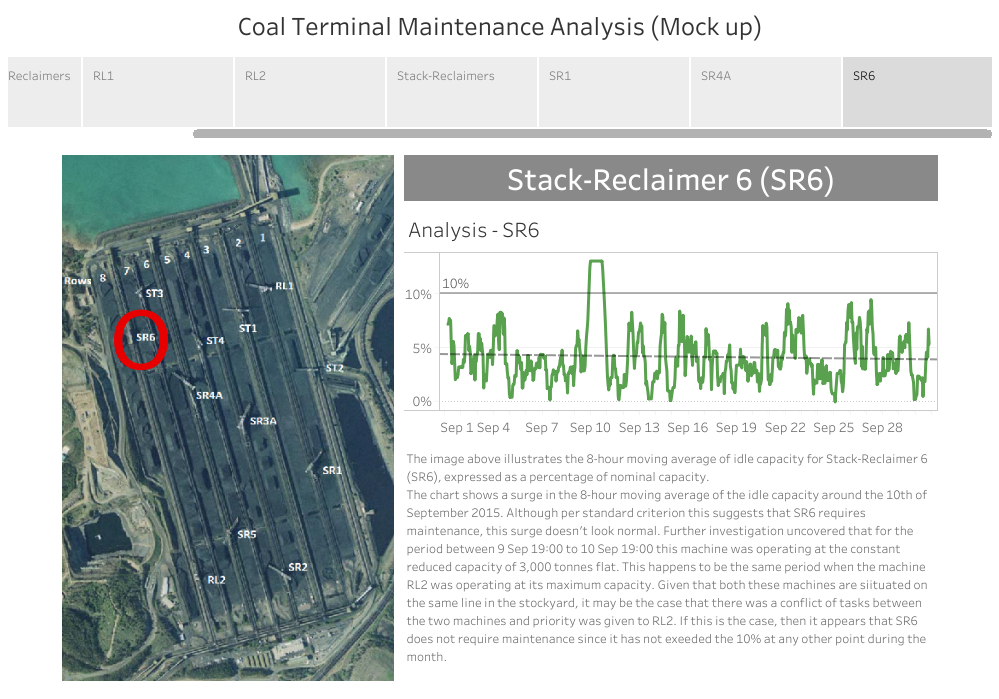 Coal Terminal Maintenance Analysis (Mock up)
Reclaimers RL1 RL2 Stack-Reclaimers SR1 SR4A SR6
Stack-Reclaimer 6 (SR6)
Analysis - SR6
10%
10%
5%
0%
Sep 1 Sep 4 Sep 7 Sep 10 Sep 13 Sep 16 Sep 19 Sep 22 Sep 25 Sep 28
Rows 8 7 6 5 4 3 2 1
ST3
RL1
SR6
ST4
ST1
ST2
SR4A
SR3A
SR1
SR5
RL2
SR2
The image above illustrates the 8-hour moving average of idle capacity for Stack-Reclaimer 6
(SR6), expressed as a percentage of nominal capacity.
The chart shows a surge in the 8-hour moving average of the idle capacity around the 10th of
September 2015. Although per standard criterion this suggests that SR6 requires
maintenance, this surge doesn't look normal. Further investigation uncovered that for the
period between 9 Sep 19:00 to 10 Sep 19:00 this machine was operating at the constant
reduced capacity of 3,000 tonnes flat. This happens to be the same period when the machine
RL2 was operating at its maximum capacity. Given that both these machines are siituated on
the same line in the stockyard, it may be the case that there was a conflict of tasks between
the two machines and priority was given to RL2. If this is the case, then it appears that SR6
does not require maintenance since it has not exeeded the 10% at any other point during the
month.